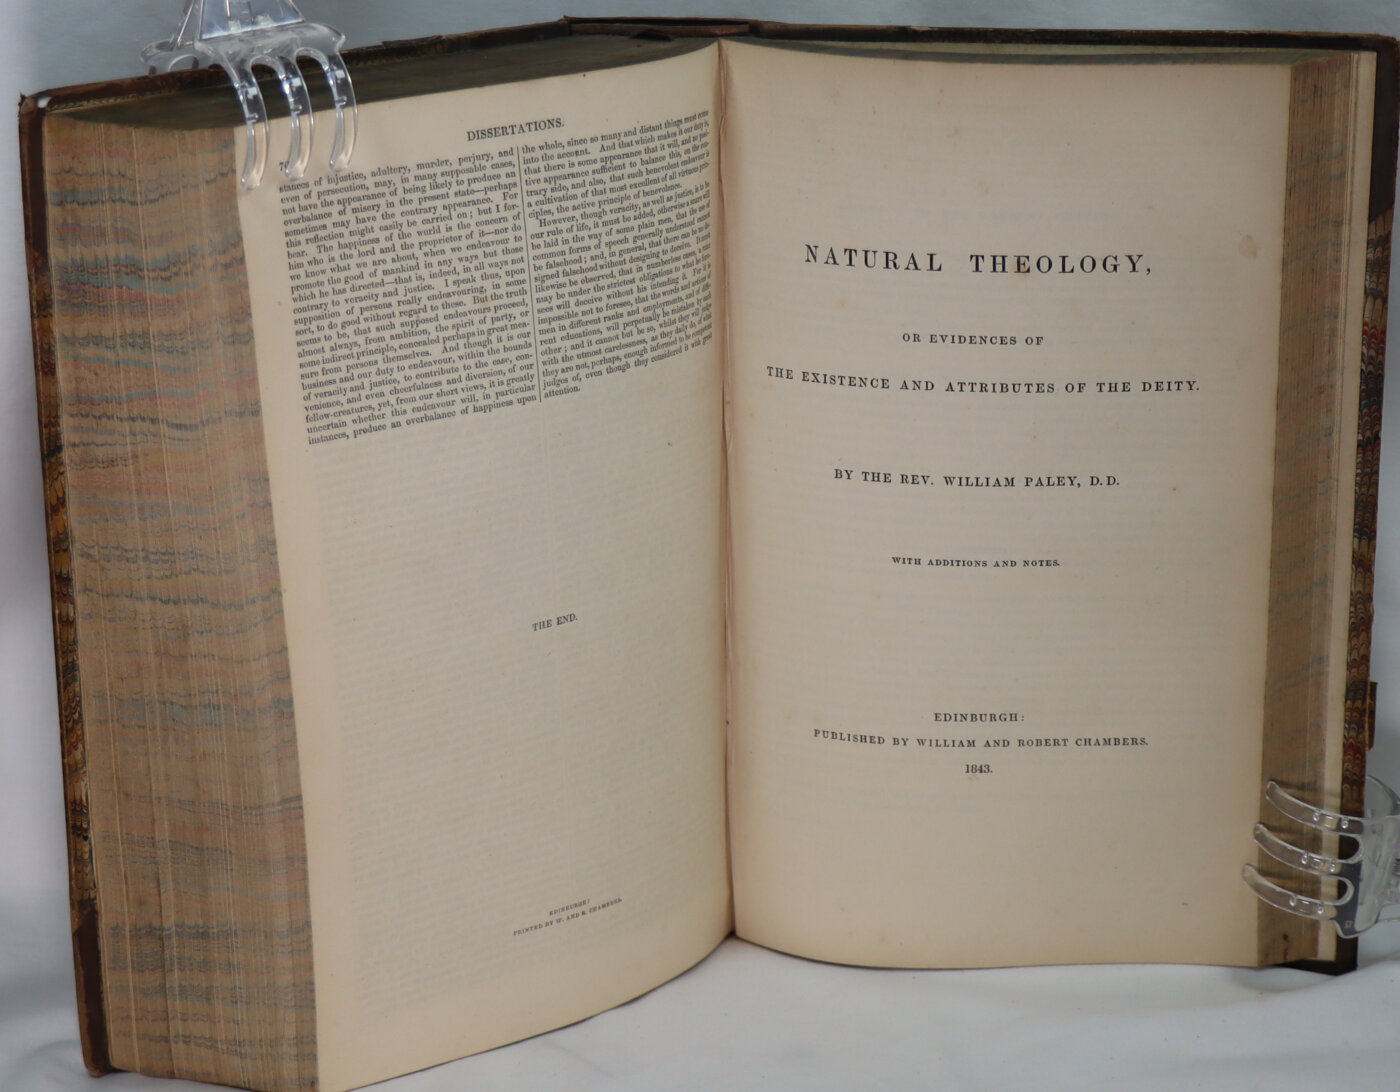 DISSERTATIONS.
stances of injustice, adultery, murder, perjury, and
even of persecution, may, in many supposable cases,
not have the appearance of being likely to produce an
overbalance of misery in the present state—perhaps
sometimes may have the contrary appearance. For
this reflection might easily be carried on; but I for-
bear. The happiness of the world is the concern of
him who is the lord and the proprietor of it—nor do
we know what we are about, when we endeavour to
promote the good of mankind in any ways but those
which he has directed—that is, indeed, in all ways not
contrary to veracity and justice. I speak thus, upon
supposition of persons really endeavouring, in some
sort, to do good without regard to these. But the truth
seems to be, that such supposed endeavours proceed,
almost always, from ambition, the spirit of party, or
some indirect principle, concealed perhaps in great mea-
sure from persons themselves. And though it is our
business and our duty to endeavour, within the bounds
of veracity and justice, to contribute to the ease, con-
venience, and even cheerfulness and diversion, of our
fellow-creatures, yet, from our short views, it is greatly
uncertain whether this endeavour will, in particular
instances, produce an overbalance of happiness upon
the whole, since so many and distant things must come
into the account. And that which makes it our duty is,
that there is some appearance that it will, and no posi-
tive appearance sufficient to balance this, on the con-
trary side, and also, that such benevolent endeavour is
a cultivation of that most excellent of all virtuous prin-
ciples, the active principle of benevolence.
However, though veracity, as well as justice, is to be
our rule of life, it must be added, otherwise a snare will
be laid in the way of some plain men, that the use of
common forms of speech generally understood cannot
be falsehood; and, in general, that there can be no de-
signed falsehood without designing to deceive. It must
likewise be observed, that in numberless cases, a man
may be under the strictest obligations to what he fore-
sees will deceive without his intending it. For it is
impossible not to foresee, that the words and actions of
men in different ranks and employments, and of diffe-
rent educations, will perpetually be mistaken by each
other; and it cannot but be so, whilst they will judge
with the utmost carelessness, as they daily do, of what
they are not, perhaps, enough informed to be competent
judges of, even though they considered it with great
attention.
THE END.
EDINBURGH:
PRINTED BY W. AND R. CHAMBERS.
NATURAL THEOLOGY,
OR EVIDENCES OF
THE EXISTENCE AND ATTRIBUTES OF THE DEITY.
BY THE REV. WILLIAM PALEY, D.D.
WITH ADDITIONS AND NOTES.
EDINBURGH:
PUBLISHED BY WILLIAM AND ROBERT CHAMBERS.
1843.